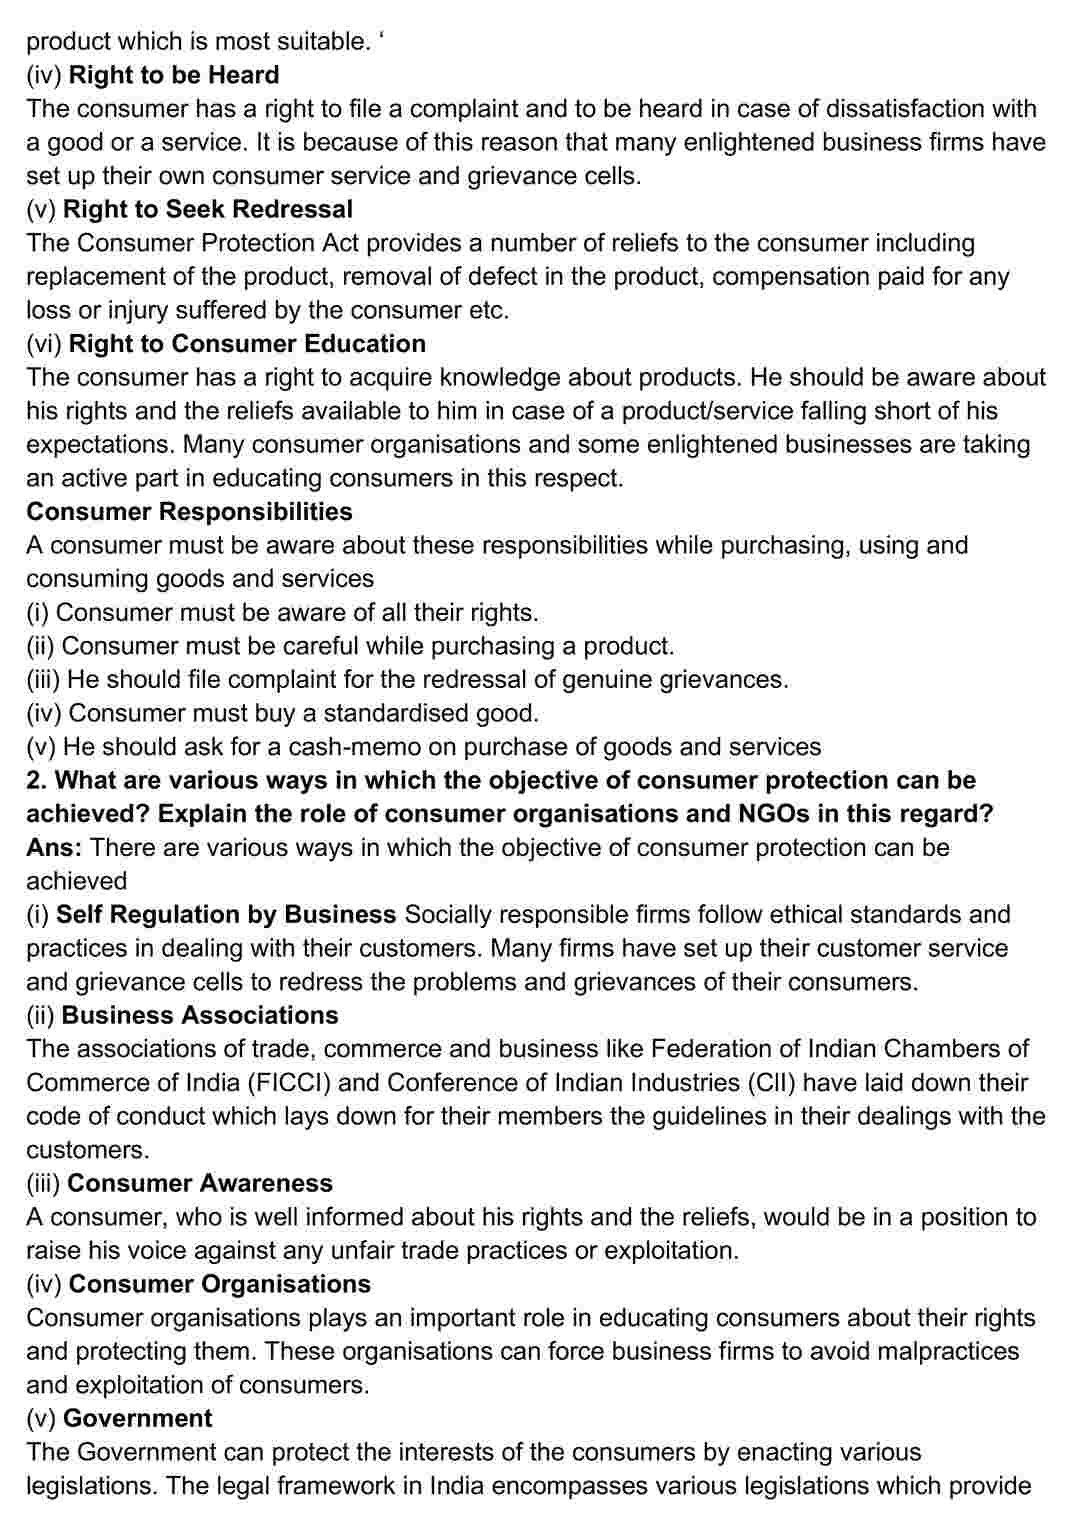 product which is most suitable. ‘
(iv) Right to be Heard
The consumer has a right to file a complaint and to be heard in case of dissatisfaction with
a good or a service. It is because of this reason that many enlightened business firms have
set up their own consumer service and grievance cells.
(v) Right to Seek Redressal
The Consumer Protection Act provides a number of reliefs to the consumer including
replacement of the product, removal of defect in the product, compensation paid for any
loss or injury suffered by the consumer etc.
(vi) Right to Consumer Education
The consumer has a right to acquire knowledge about products. He should be aware about
his rights and the reliefs available to him in case of a product/service falling short of his
expectations. Many consumer organisations and some enlightened businesses are taking
an active part in educating consumers in this respect.
Consumer Responsibilities
A consumer must be aware about these responsibilities while purchasing, using and
consuming goods and services
(i) Consumer must be aware of all their rights.
(ii) Consumer must be careful while purchasing a product.
(iii) He should file complaint for the redressal of genuine grievances.
(iv) Consumer must buy a standardised good.
(v) He should ask for a cash-memo on purchase of goods and services
2. What are various ways in which the objective of consumer protection can be
achieved? Explain the role of consumer organisations and NGOs in this regard?
Ans: There are various ways in which the objective of consumer protection can be
achieved
(i) Self Regulation by Business Socially responsible firms follow ethical standards and
practices in dealing with their customers. Many firms have set up their customer service
and grievance cells to redress the problems and grievances of their consumers.
(ii) Business Associations
The associations of trade, commerce and business like Federation of Indian Chambers of
Commerce of India (FICCI) and Conference of Indian Industries (CII) have laid down their
code of conduct which lays down for their members the guidelines in their dealings with the
customers.
(iii) Consumer Awareness
A consumer, who is well informed about his rights and the reliefs, would be in a position to
raise his voice against any unfair trade practices or exploitation.
(iv) Consumer Organisations
Consumer organisations plays an important role in educating consumers about their rights
and protecting them. These organisations can force business firms to avoid malpractices
and exploitation of consumers.
(v) Government
The Government can protect the interests of the consumers by enacting various
legislations. The legal framework in India encompasses various legislations which provide